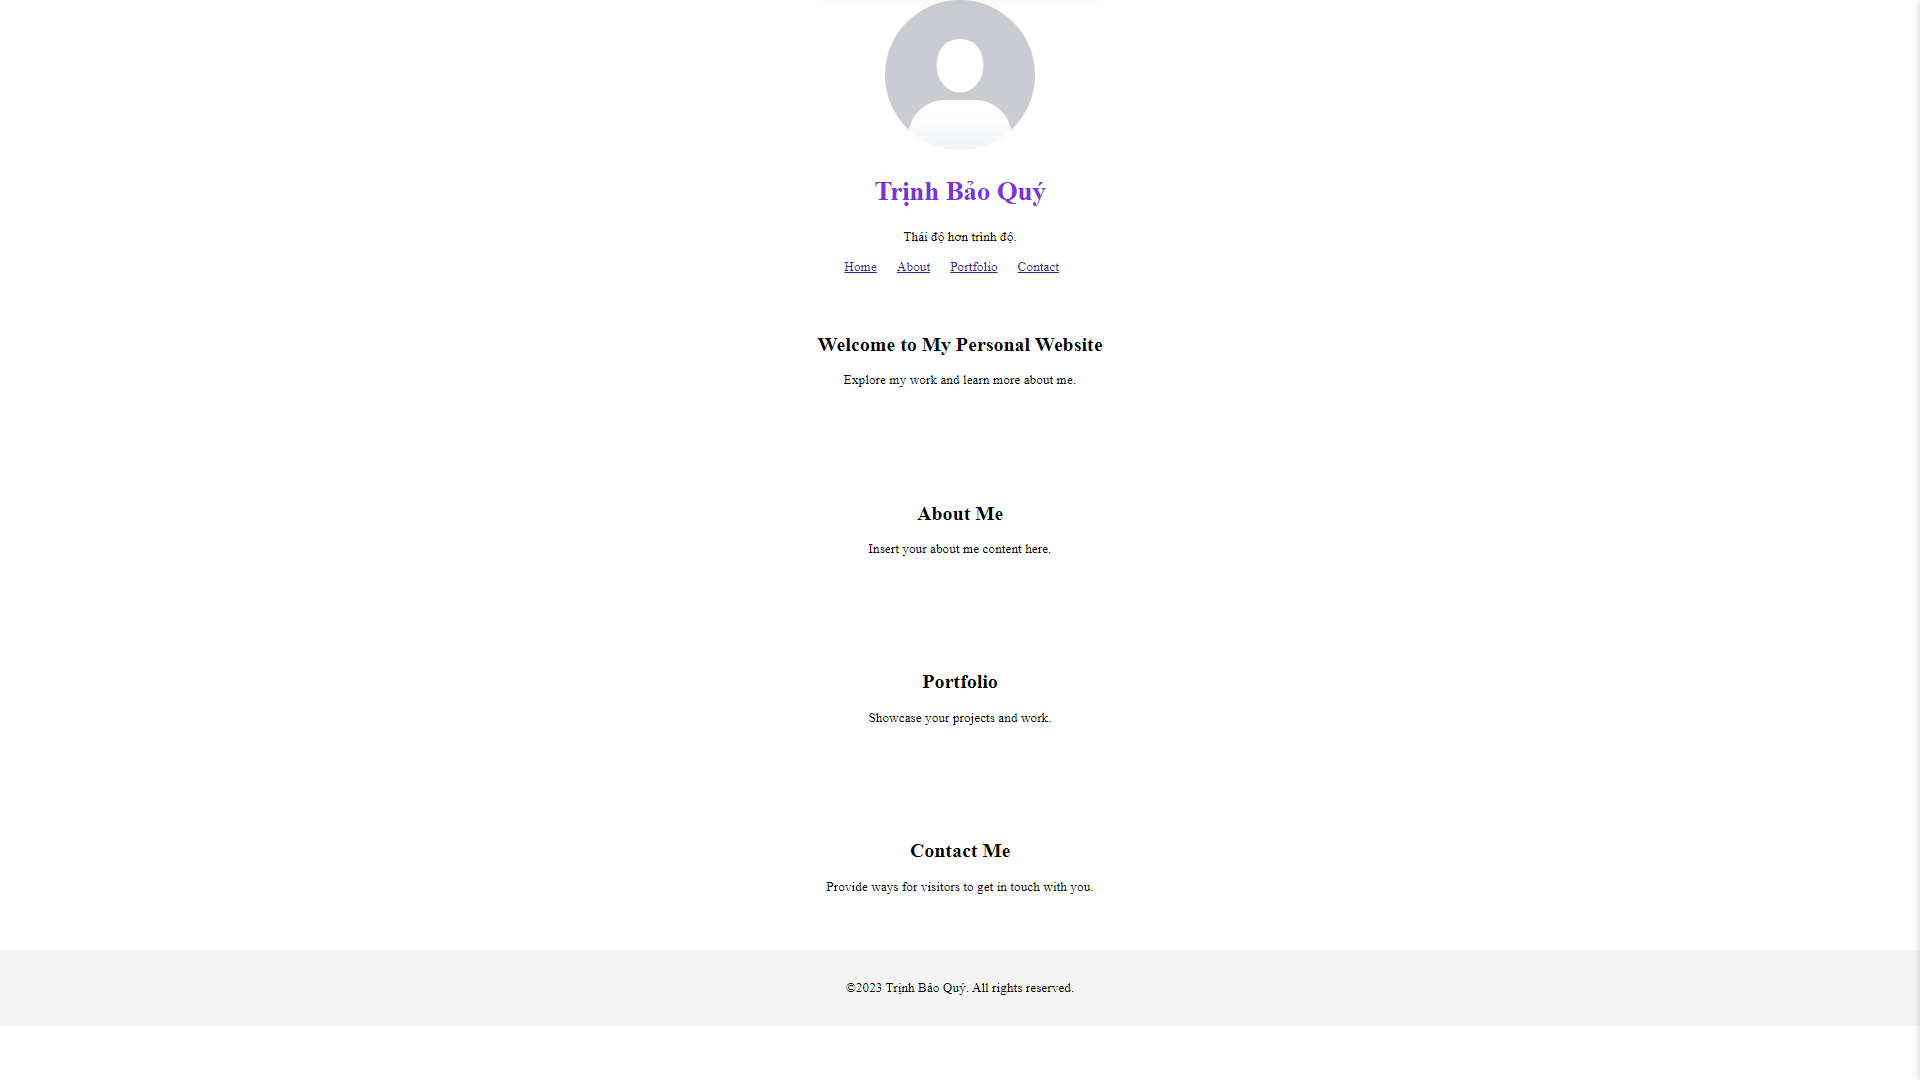 Trịnh Bảo Quý
Thái độ hơn trình độ.
Home About Portfolio Contact
Welcome to My Personal Website
Explore my work and learn more about me.
About Me
Insert your about me content here.
Portfolio
Showcase your projects and work.
Contact Me
Provide ways for visitors to get in touch with you.
©2023 Trịnh Bảo Quý. All rights reserved.